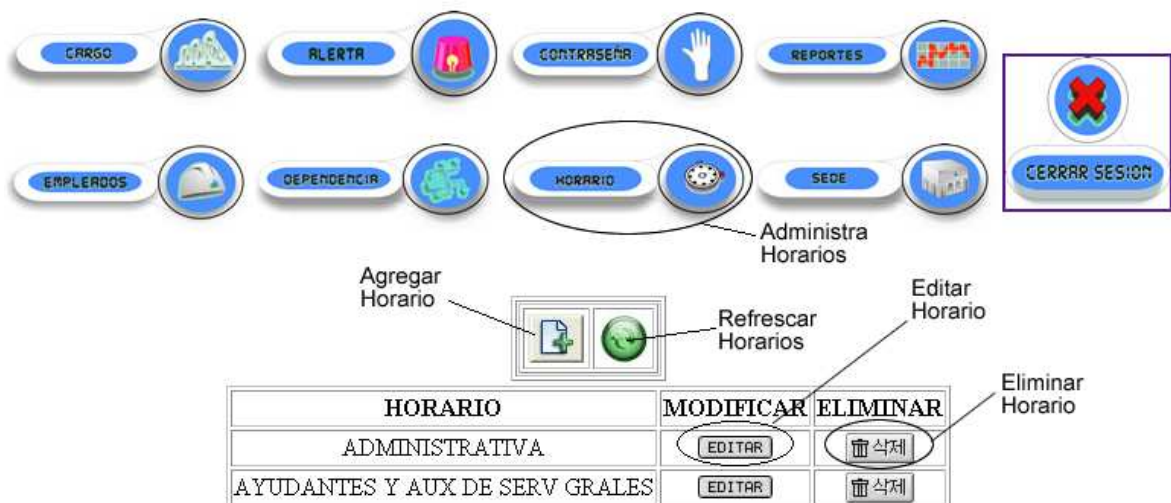 CARGO
ALERTA
CONTRASEÑA
REPORTES
EMPLEADOS
DEPENDENCIA
HORARIO
SEDE
CERRAR SESION
Administra
Horarios
Agregar
Horario
Refrescar
Horarios
Editar
Horario
Eliminar
Horario
HORARIO MODIFICAR ELIMINAR
ADMINISTRATIVA EDITAR 삭제
AYUDANTES Y AUX DE SERV GRALES EDITAR 삭제